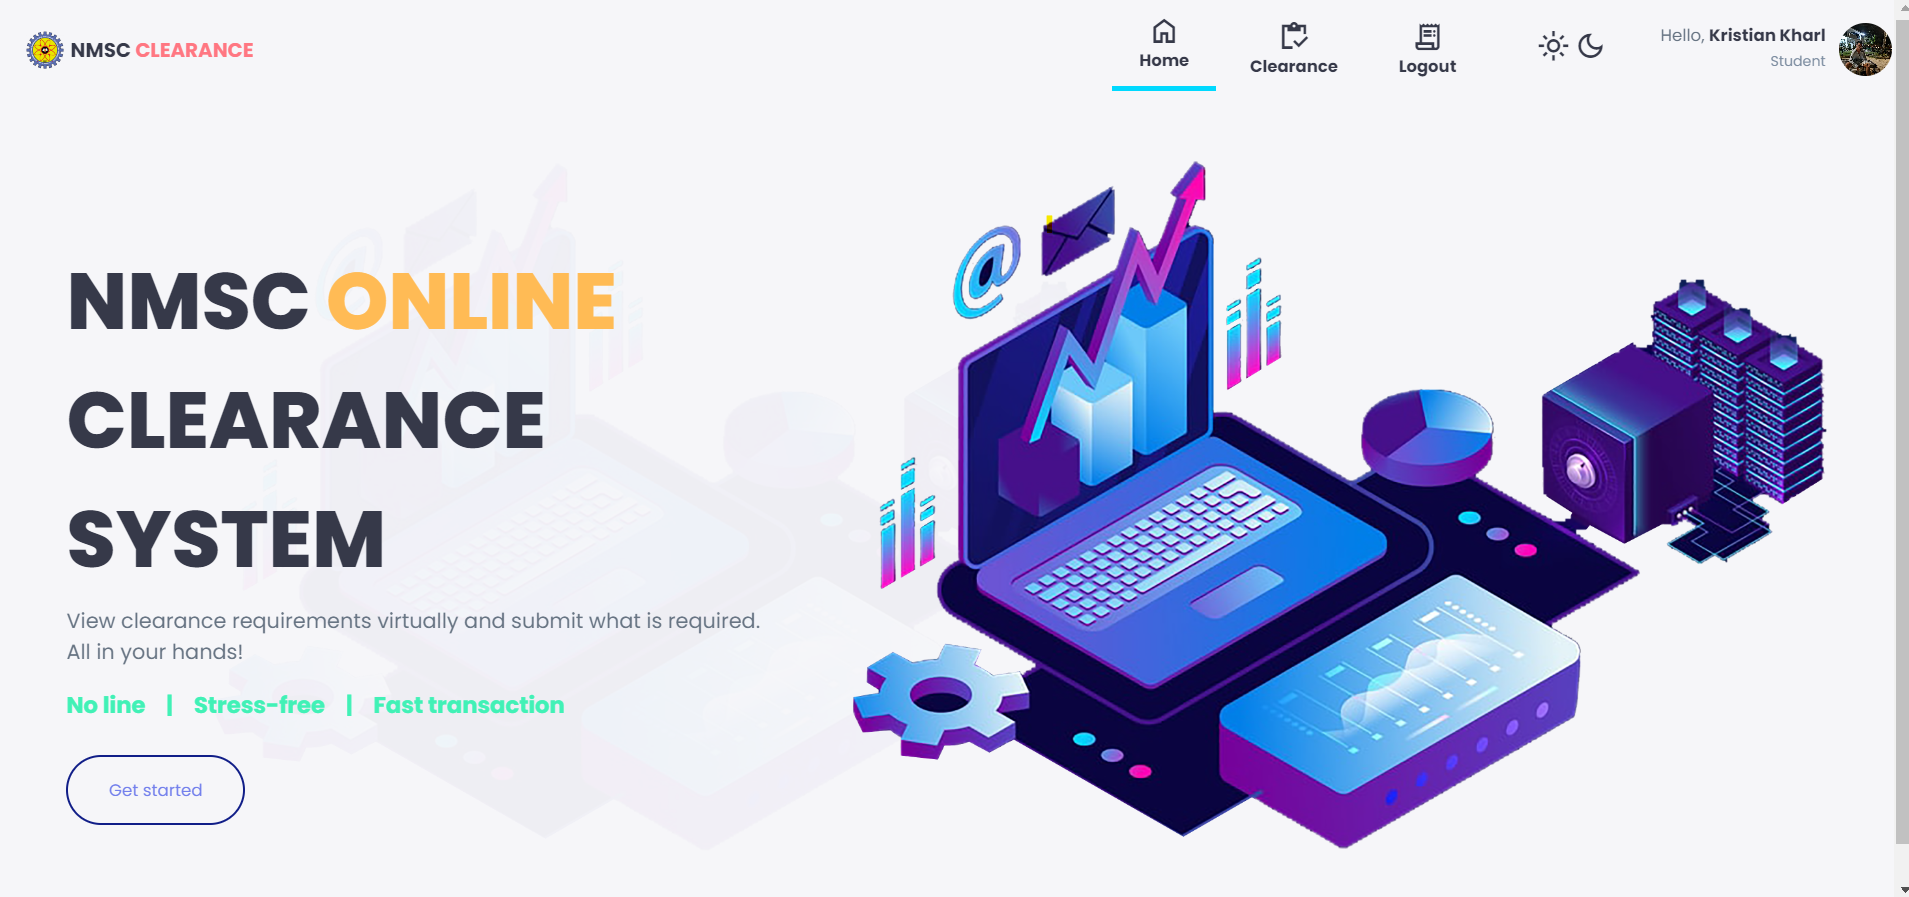 NMSC CLEARANCE
Home
Clearance
Logout
Hello, Kristian Kharl
Student
NMSC ONLINE
CLEARANCE
SYSTEM
View clearance requirements virtually and submit what is required.
All in your hands!
No line | Stress-free | Fast transaction
Get started
@